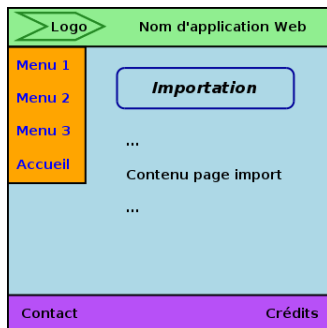 Logo
Nom d'application Web
Menu 1
Menu 2
Menu 3
Accueil
Importation
...
Contenu page import
...
Contact
Crédits